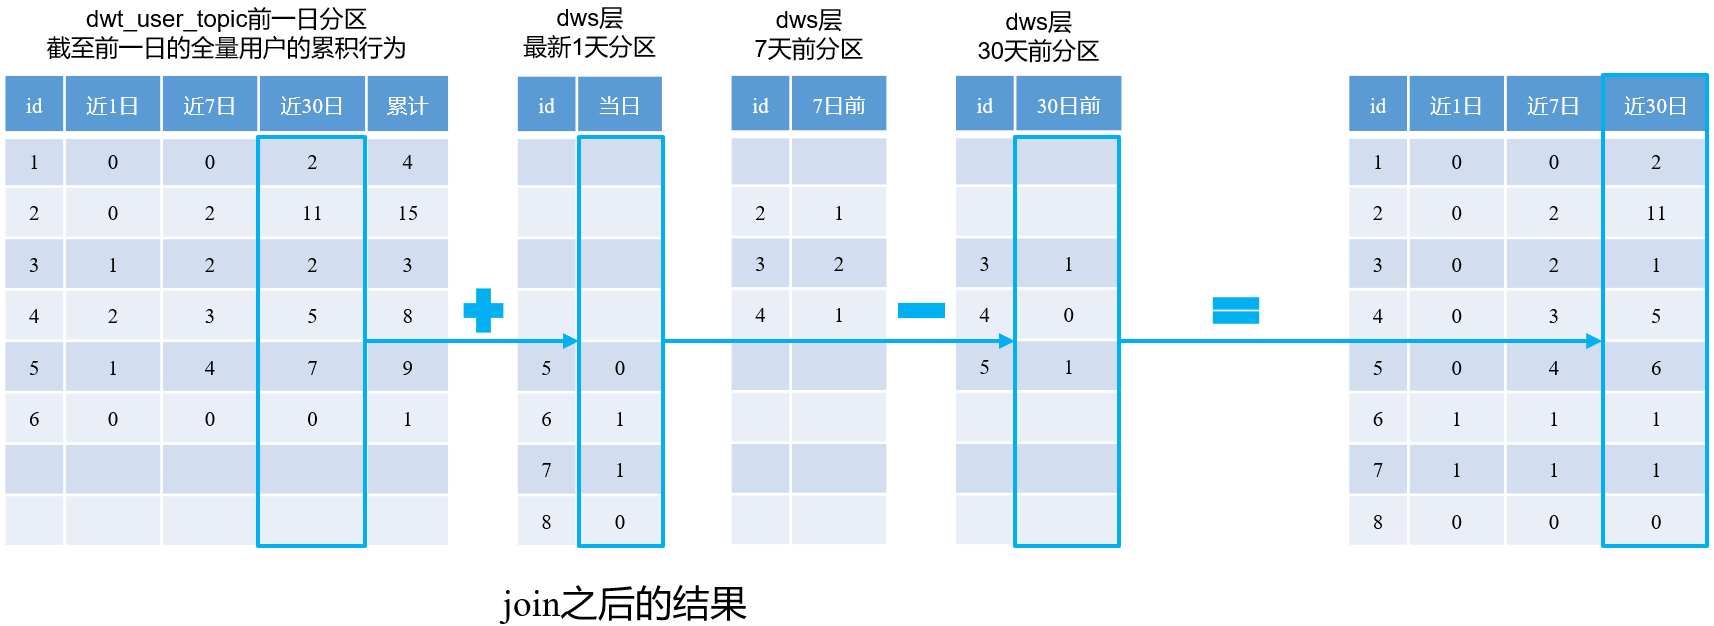 dwt_user_topic前一日分区
截至前一日的全量用户的累积行为
dws层
最新1天分区
dws层
7天前分区
dws层
30天前分区
id 近1日 近7日 近30日 累计
1 0 0 2 4
2 0 2 11 15
3 1 2 2 3
4 2 3 5 8
5 1 4 7 9
6 0 0 0 1
id 当日
5 0
6 1
7 1
8 0
id 7日前
2 1
3 2
4 1
id 30日前
3 1
4 0
5 1
id 近1日 近7日 近30日
1 0 0 2
2 0 2 11
3 0 2 1
4 0 3 5
5 0 4 6
6 1 1 1
7 1 1 1
8 0 0 0
join之后的结果